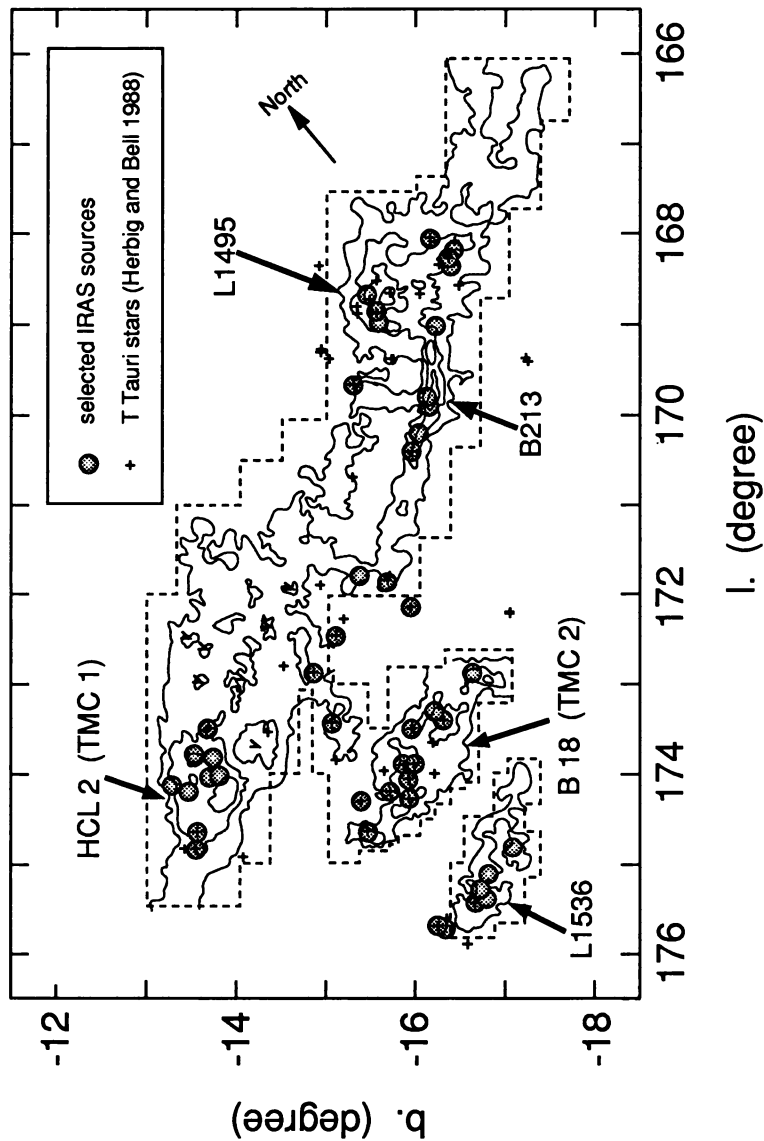 selected IRAS sources
T Tauri stars (Herbig and Bell 1988)
North
L1495
HCL 2 (TMC 1)
B213
B 18 (TMC 2)
L1536
-12
-14
-16
-18
b. (degree)
176
174
172
170
168
166
l. (degree)